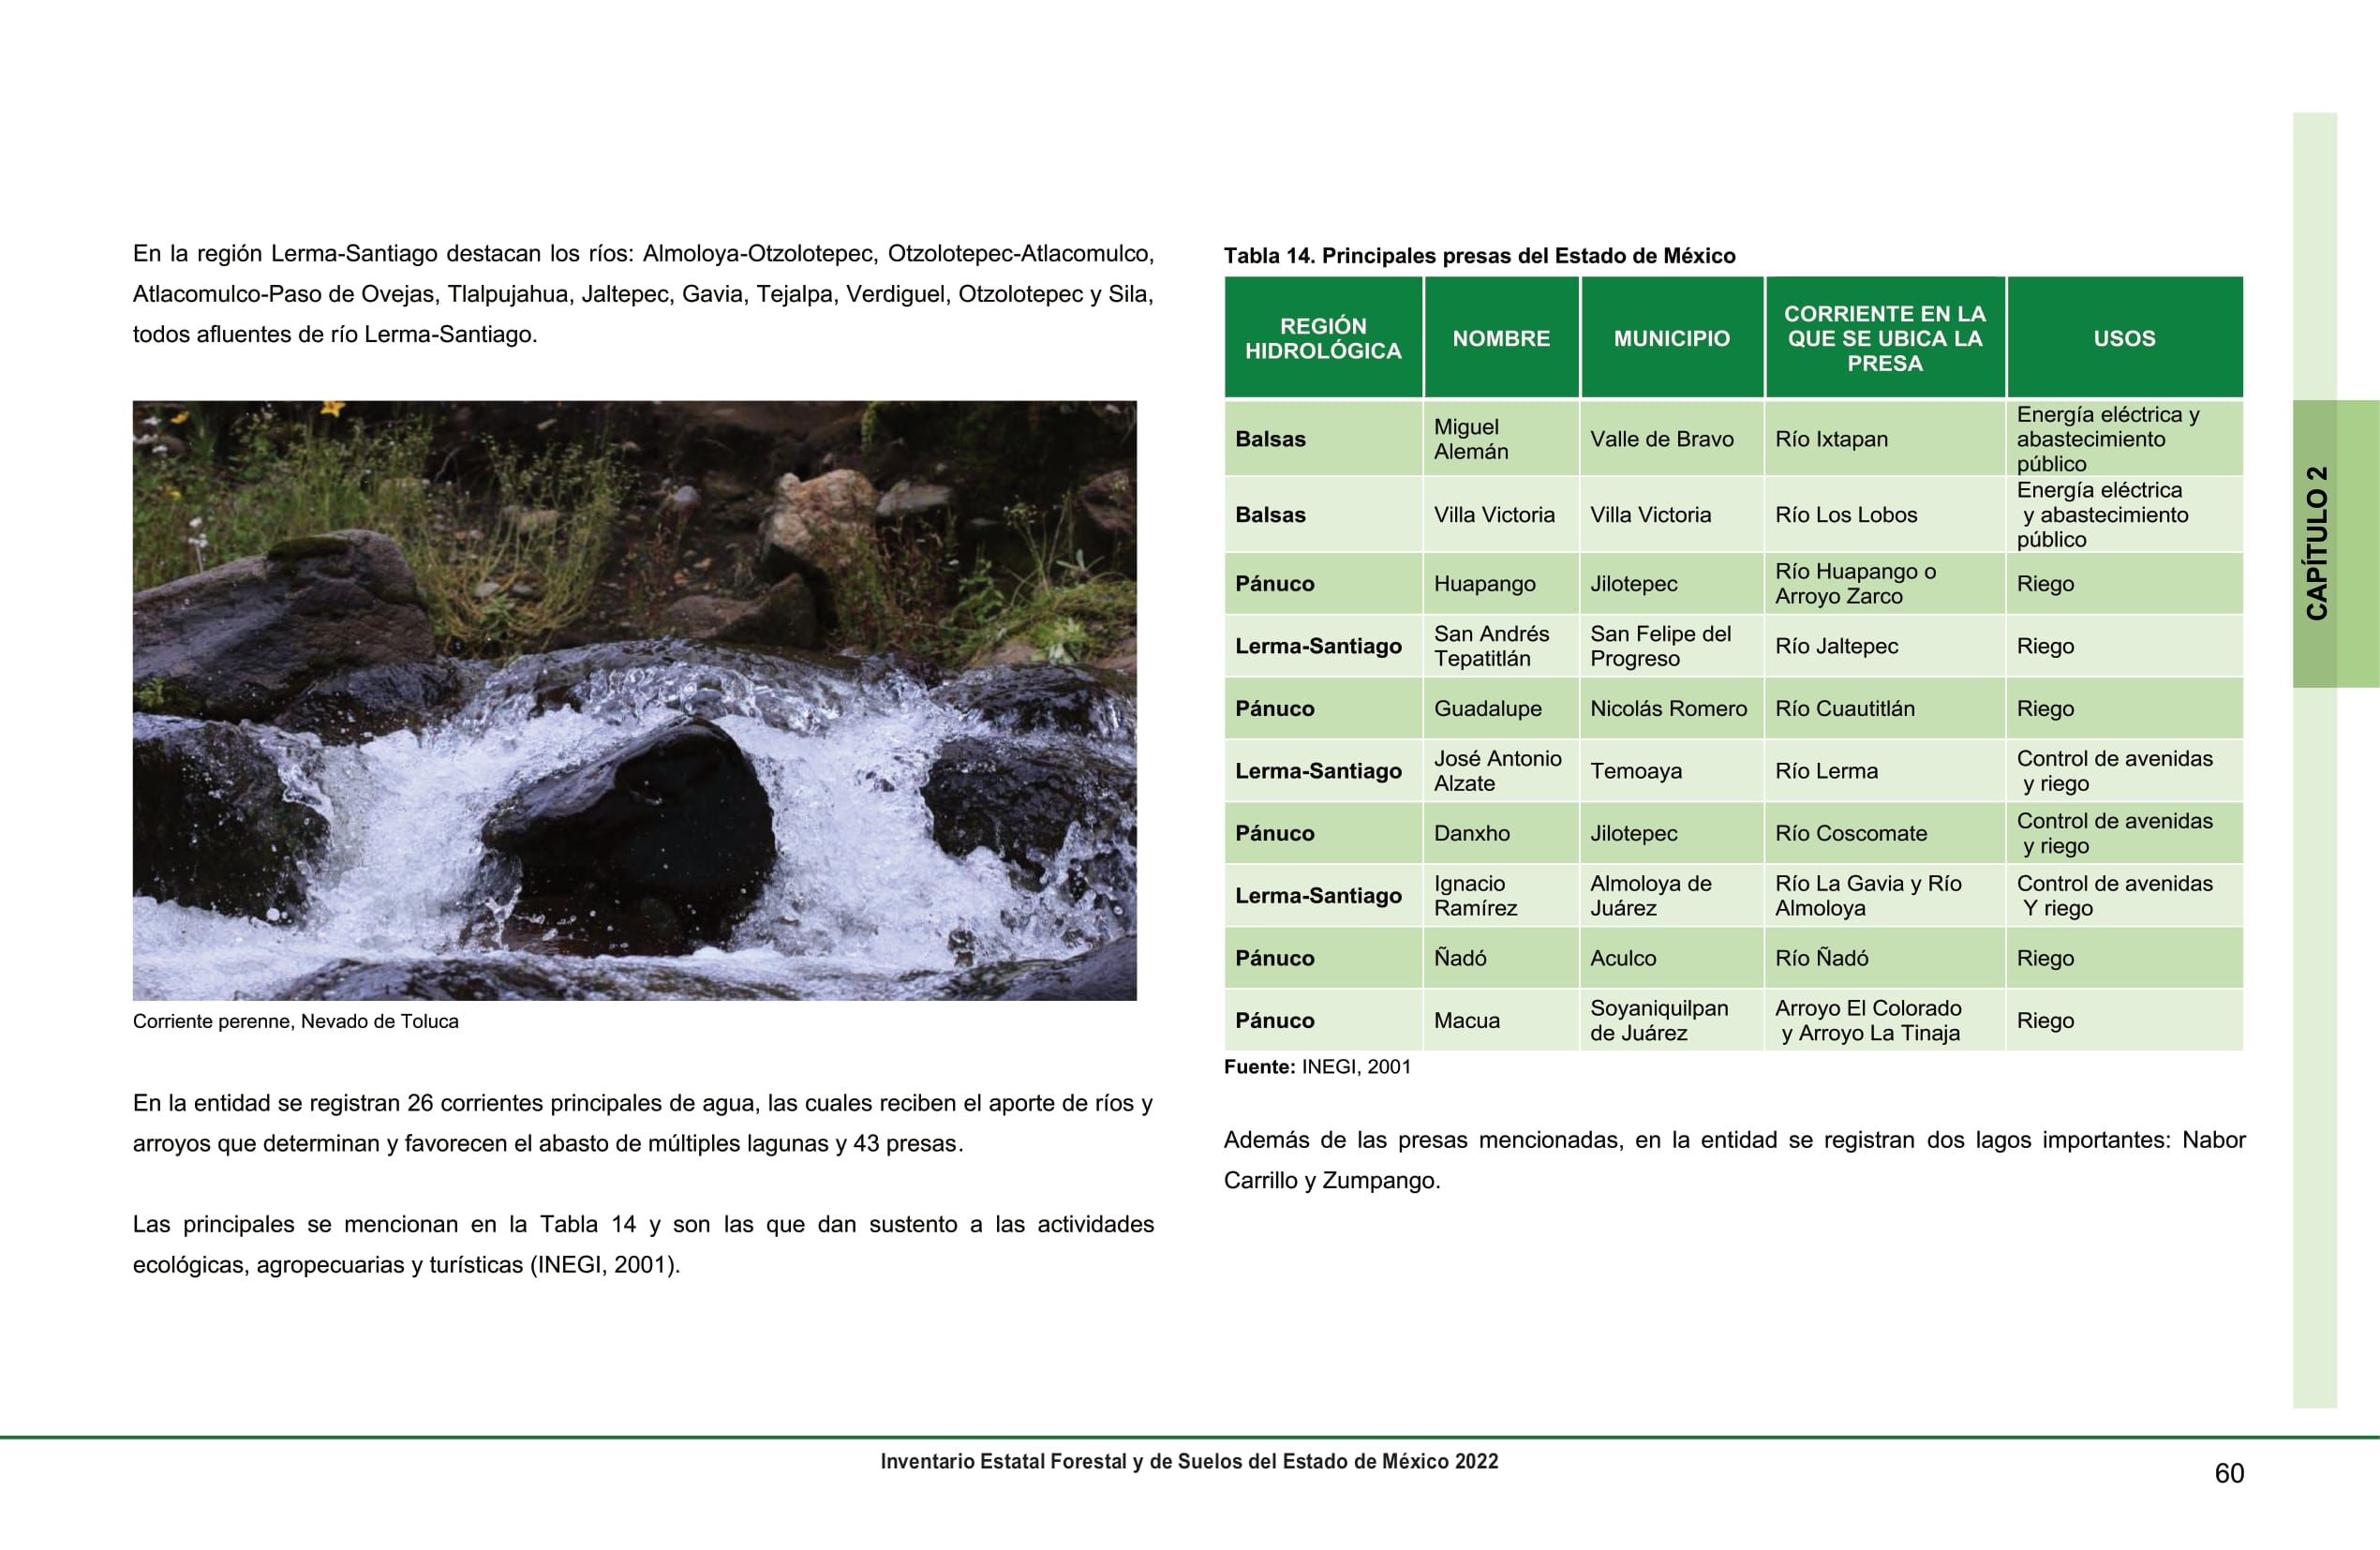 En la región Lerma-Santiago destacan los ríos: Almoloya-Otzolotepec, Otzolotepec-Atlacomulco,
Atlacomulco-Paso de Ovejas, Tlalpujahua, Jaltepec, Gavia, Tejalpa, Verdiguel, Otzolotepec y Sila,
todos afluentes de río Lerma-Santiago.
Corriente perenne, Nevado de Toluca
En la entidad se registran 26 corrientes principales de agua, las cuales reciben el aporte de ríos y
arroyos que determinan y favorecen el abasto de múltiples lagunas y 43 presas.
Las principales se mencionan en la Tabla 14 y son las que dan sustento a las actividades
ecológicas, agropecuarias y turísticas (INEGI, 2001).
Tabla 14. Principales presas del Estado de México
REGIÓN
HIDROLÓGICA
NOMBRE
MUNICIPIO
CORRIENTE EN LA
QUE SE UBICA LA
PRESA
USOS
Balsas
Miguel
Alemán
Valle de Bravo
Río Ixtapan
Energía eléctrica y
abastecimiento
público
Balsas
Villa Victoria
Villa Victoria
Río Los Lobos
Energía eléctrica
y abastecimiento
público
Pánuco
Huapango
Jilotepec
Río Huapango o
Arroyo Zarco
Riego
Lerma-Santiago
San Andrés
Tepatitlán
San Felipe del
Progreso
Río Jaltepec
Riego
Pánuco
Guadalupe
Nicolás Romero
Río Cuautitlán
Riego
Lerma-Santiago
José Antonio
Alzate
Temoaya
Río Lerma
Control de avenidas
y riego
Pánuco
Danxho
Jilotepec
Río Coscomate
Control de avenidas
y riego
Lerma-Santiago
Ignacio
Ramírez
Almoloya de
Juárez
Río La Gavia y Río
Almoloya
Control de avenidas
Y riego
Pánuco
Ñadó
Aculco
Río Ñadó
Riego
Pánuco
Macua
Soyaniquilpan
de Juárez
Arroyo El Colorado
y Arroyo La Tinaja
Riego
Fuente: INEGI, 2001
Además de las presas mencionadas, en la entidad se registran dos lagos importantes: Nabor
Carrillo y Zumpango.
CAPÍTULO 2
Inventario Estatal Forestal y de Suelos del Estado de México 2022
60